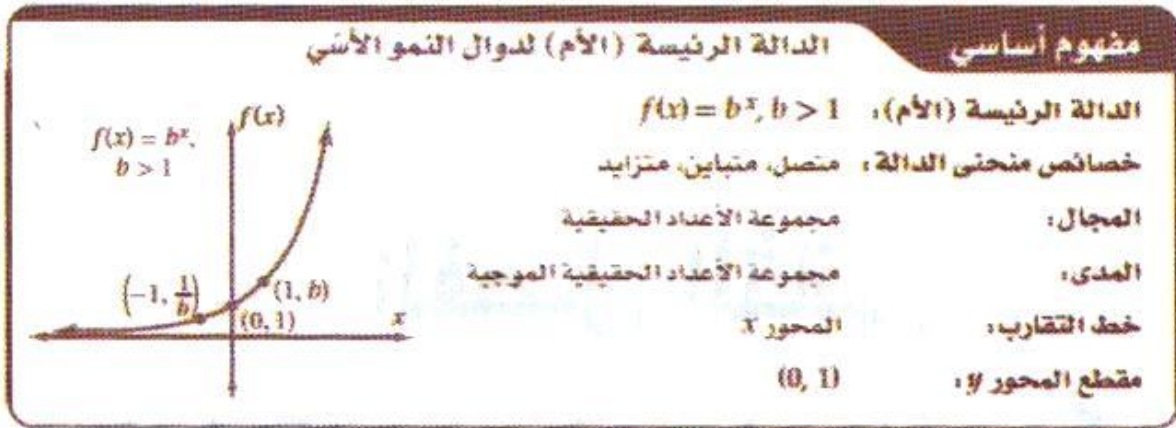 مفهوم أساسي
الدالة الرئيسة (الأم) لدوال النمو الأسّي
الدالة الرئيسة (الأم): f(x) = b^x, b > 1
خصائص منحنى الدالة: متصل، متباين، متزايد
المجال: مجموعة الأعداد الحقيقية
المدى: مجموعة الأعداد الحقيقية الموجبة
خط التقارب: المحور x
مقطع المحور y: (0, 1)
f(x)
f(x) = b^x,
b > 1
(-1, 1/b)
(1, b)
(0, 1)
x